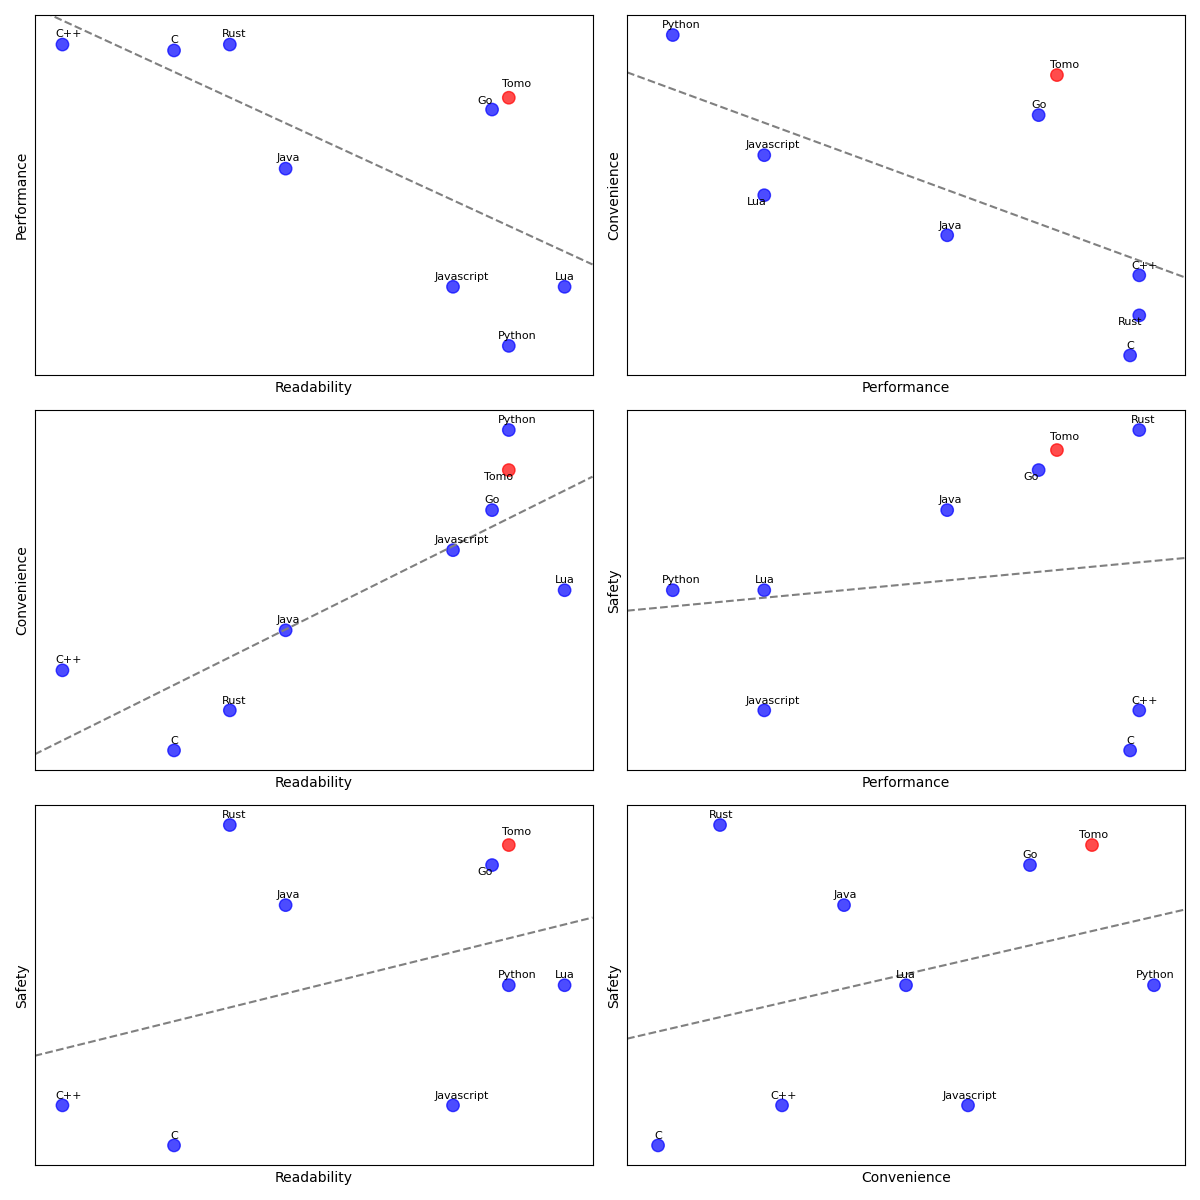 C++
C
Rust
Tomo
Go
Java
Javascript
Lua
Python
Performance
Readability
Python
Tomo
Go
Javascript
Lua
Java
C++
Rust
C
Convenience
Performance
Python
Tomo
Go
Javascript
Lua
Java
C++
Rust
C
Convenience
Readability
Rust
Tomo
Go
Java
Python
Lua
Javascript
C++
C
Safety
Performance
Rust
Tomo
Go
Java
Python
Lua
C++
Javascript
C
Safety
Readability
Rust
Tomo
Go
Java
Lua
Python
C++
Javascript
C
Safety
Convenience